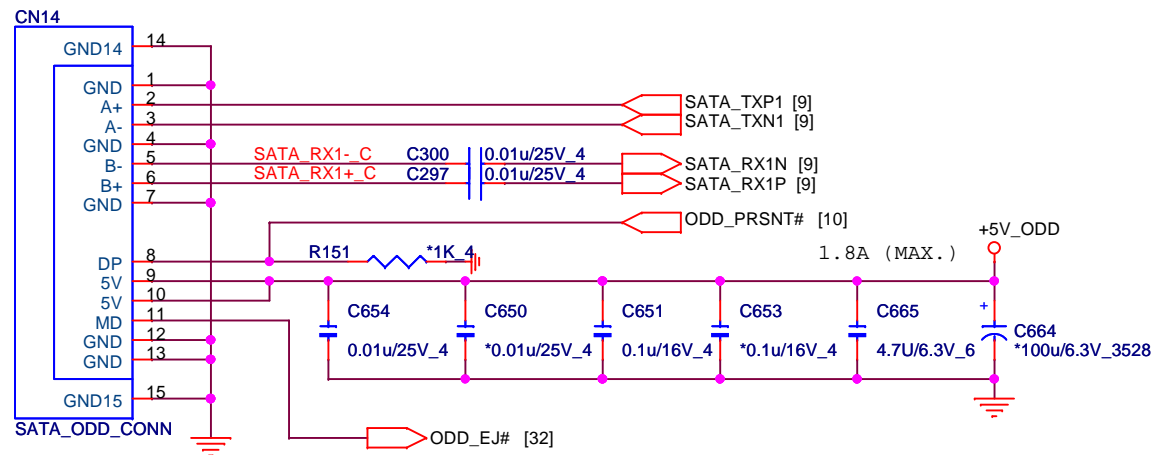 CN14
GND14 14
GND 1
A+ 2 SATA_TXP1 [9]
A- 3 SATA_TXN1 [9]
GND 4
B- 5 SATA_RX1-_C C300 0.01u/25V_4 SATA_RX1N [9]
B+ 6 SATA_RX1+_C C297 0.01u/25V_4 SATA_RX1P [9]
GND 7
ODD_PRSNT# [10]
+5V_ODD
DP 8 R151 *1K_4 1.8A (MAX.)
5V 9
5V 10
MD 11
GND 12
GND 13
+
C654 C650 C651 C653 C665 C664
0.01u/25V_4 *0.01u/25V_4 0.1u/16V_4 *0.1u/16V_4 4.7U/6.3V_6 *100u/6.3V_3528
GND15 15
SATA_ODD_CONN
ODD_EJ# [32]